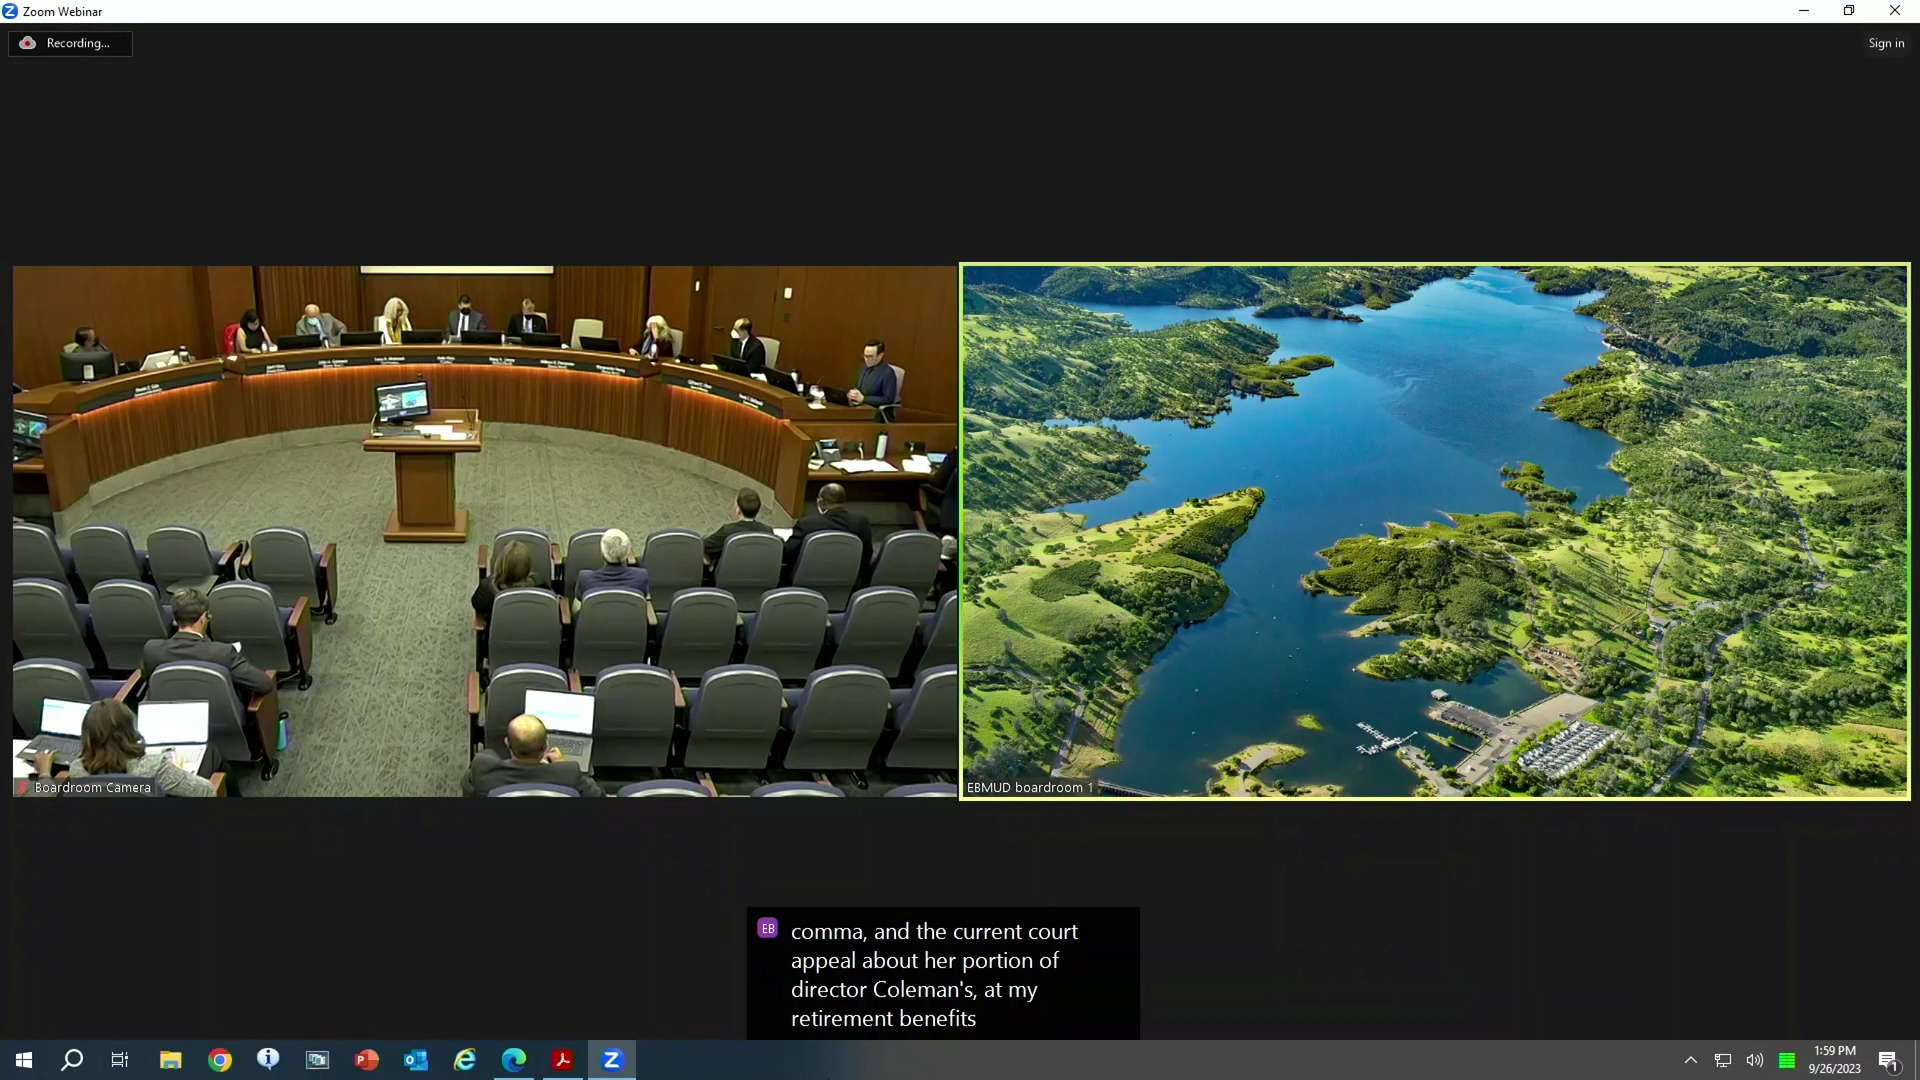 Zoom Webinar
Recording...
Sign in
Boardroom Camera
EBMUD boardroom 1
EB
comma, and the current court
appeal about her portion of
director Coleman's, at my
retirement benefits
1:59 PM
9/26/2023
1